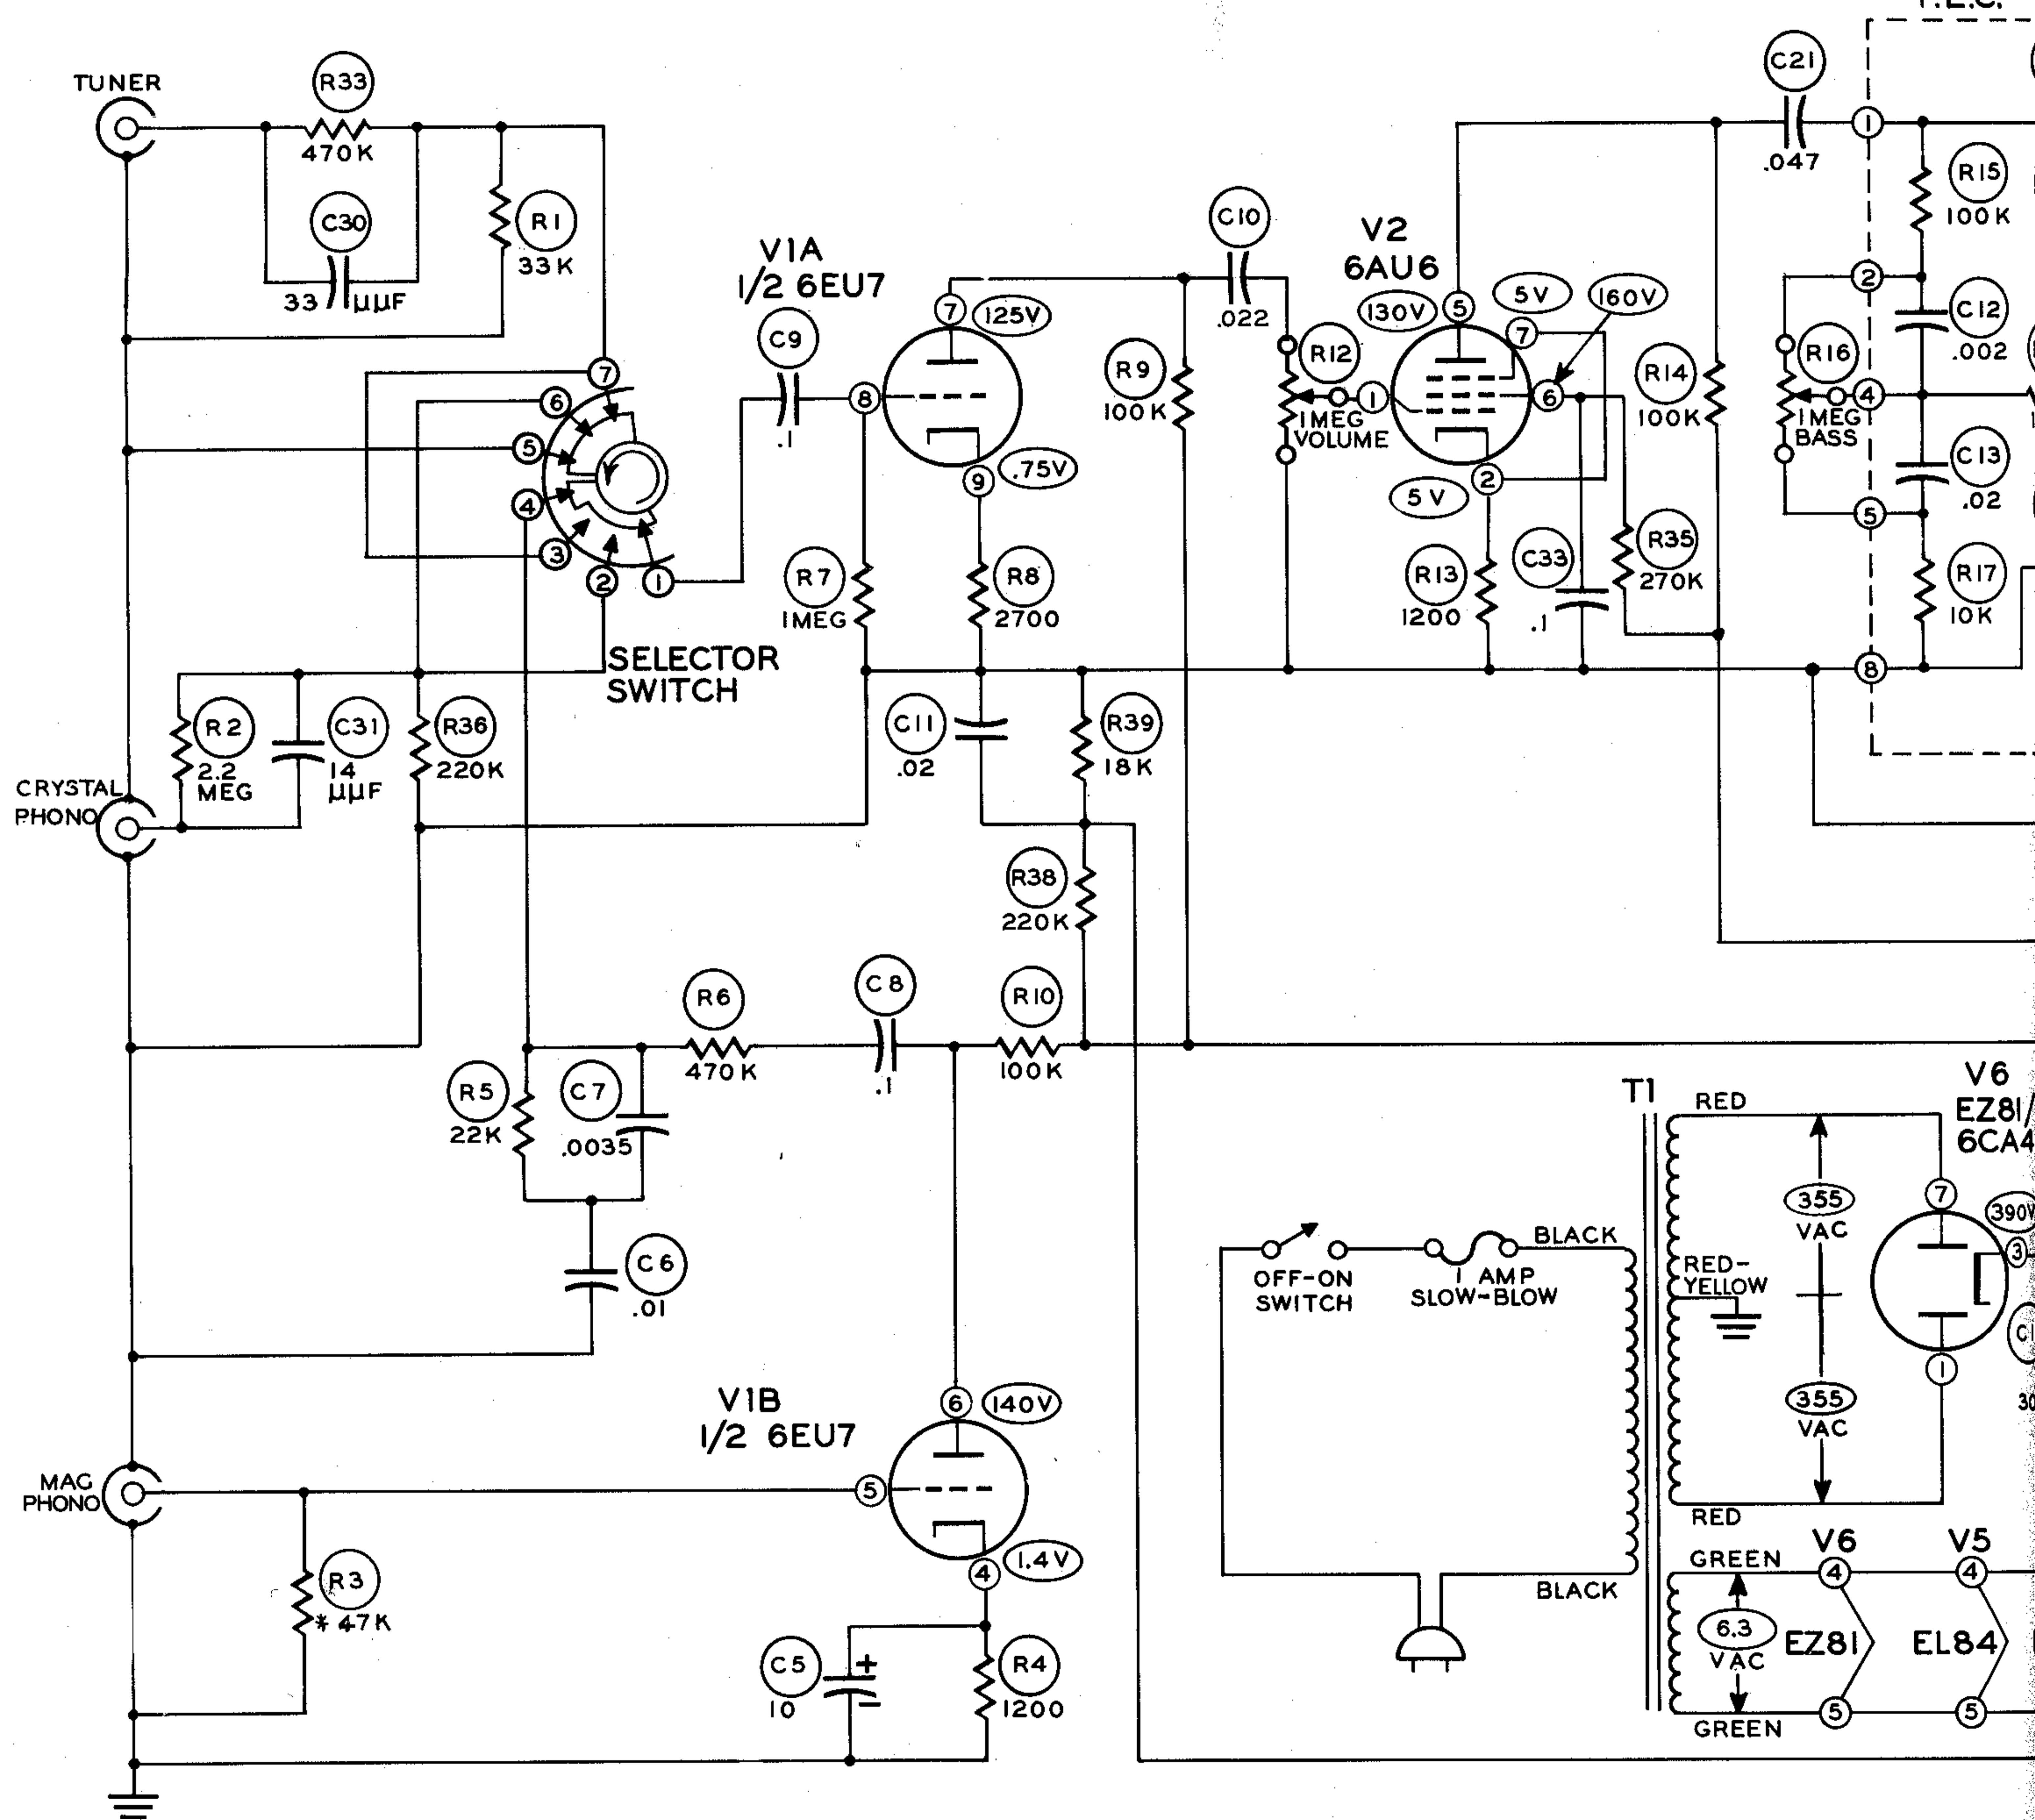 TUNER
R33
470K
C30
33 µµF
R1
33K
7
6
5
4
3
2
1
SELECTOR
SWITCH
R2
2.2
MEG
C31
14
µµF
R36
220K
CRYSTAL
PHONO
C9
.1
V1A
1/2 6EU7
7
125V
8
9
.75V
R7
1MEG
R8
2700
C11
.02
R39
18K
R38
220K
R9
100K
C10
.022
R12
1MEG
VOLUME
V2
6AU6
130V
5
5V
160V
7
1
6
2
5V
R13
1200
C33
.1
R35
270K
R14
100K
C21
.047
1
R15
100K
2
C12
.002
R16
1MEG
BASS
4
C13
.02
5
R17
10K
8
R6
470K
C8
.1
R10
100K
R5
22K
C7
.0035
C6
.01
V1B
1/2 6EU7
6
140V
5
4
1.4V
MAG
PHONO
R3
* 47K
C5
10
+
−
R4
1200
OFF-ON
SWITCH
1 AMP
SLOW-BLOW
BLACK
BLACK
T1
RED
RED-
YELLOW
RED
355
VAC
355
VAC
V6
EZ81/
6CA4
7
390V
3
1
30
GREEN
GREEN
6.3
VAC
V6
4
EZ81
5
V5
4
EL84
5